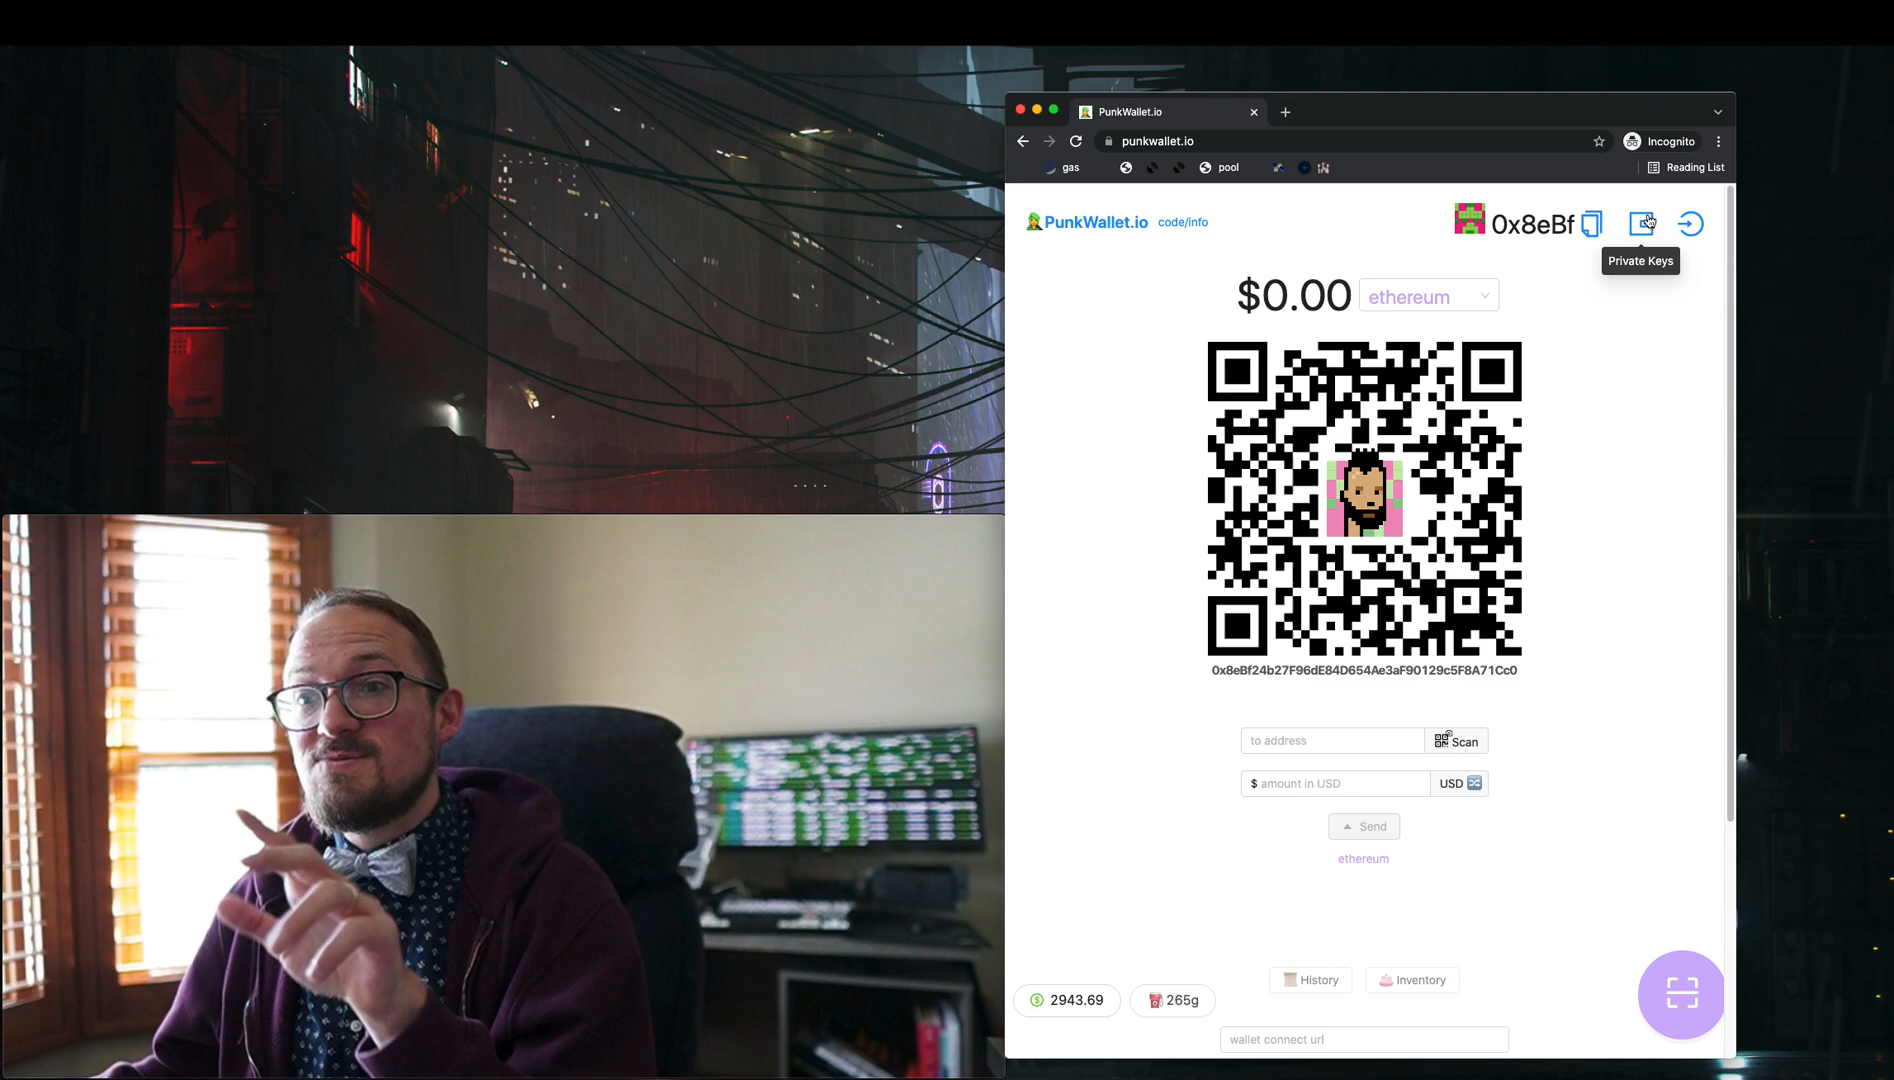 PunkWallet.io
punkwallet.io
Incognito
gas
pool
Reading List
PunkWallet.io code/info
0x8eBf
Private Keys
$0.00 ethereum
0x8eBf24b27F96dE84D654Ae3aF90129c5F8A71Cc0
to address Scan
$ amount in USD USD
Send
ethereum
History Inventory
2943.69 265g
wallet connect url